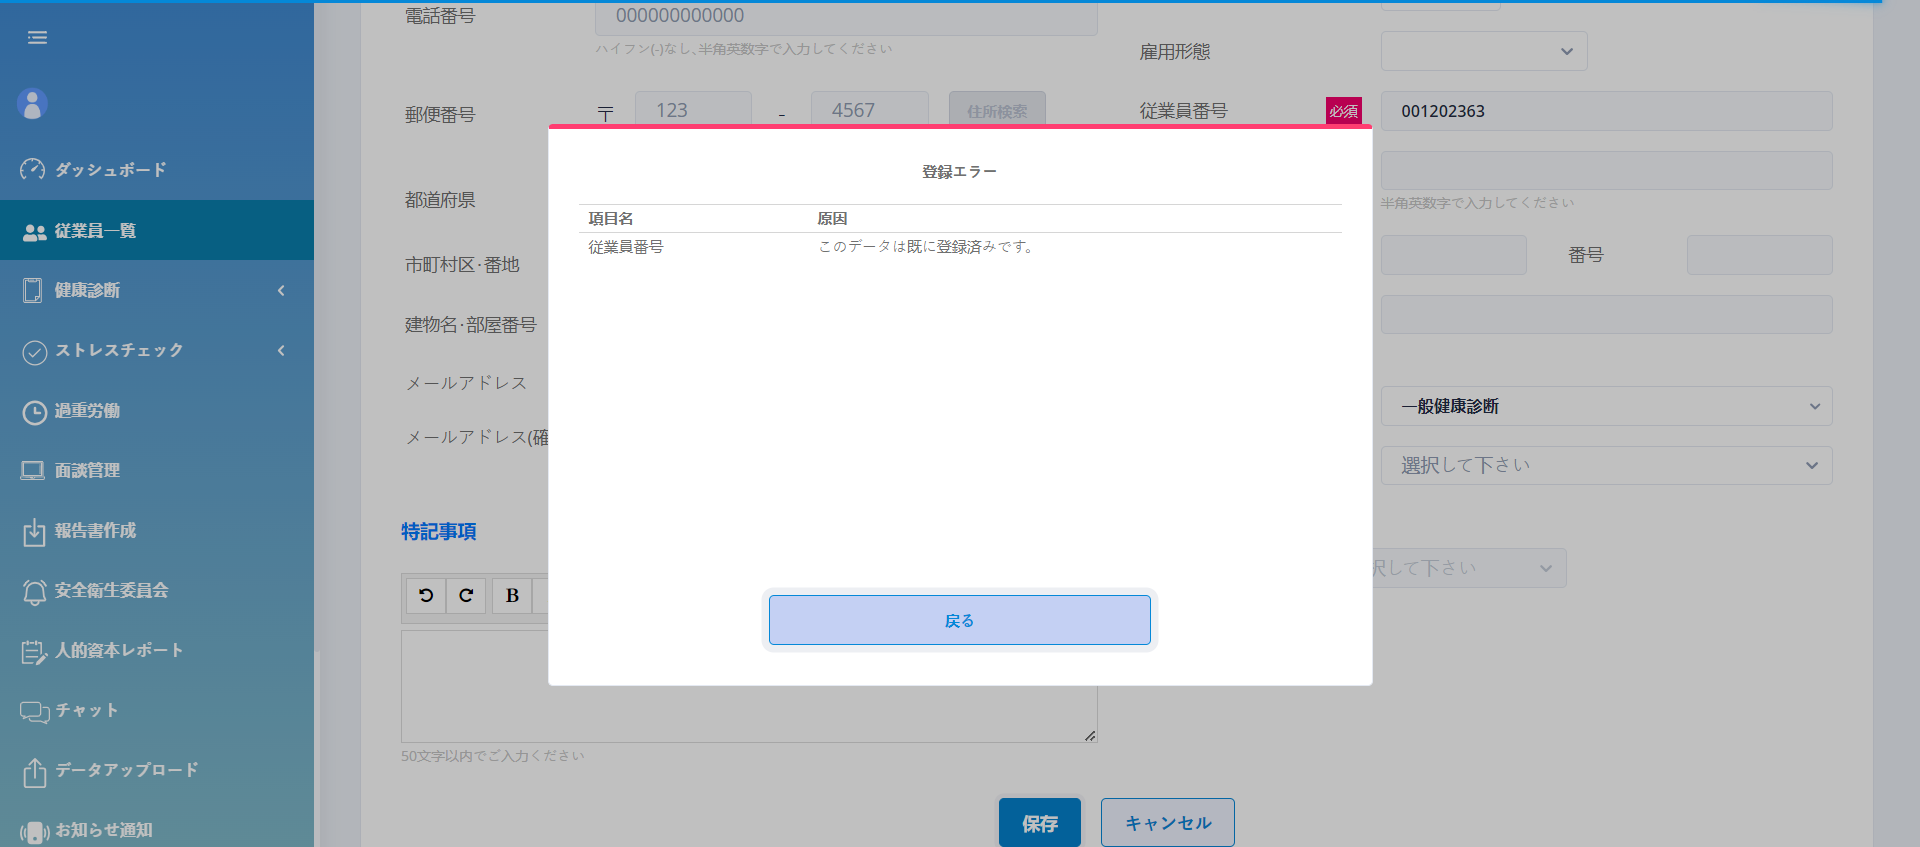 ダッシュボード
従業員一覧
健康診断
ストレスチェック
過重労働
面談管理
報告書作成
安全衛生委員会
人的資本レポート
チャット
データアップロード
お知らせ通知
電話番号
000000000000
ハイフン(-)なし、半角英数字で入力してください
郵便番号
〒 123 - 4567 住所検索
都道府県
市町村区・番地
建物名・部屋番号
メールアドレス
メールアドレス(確
特記事項
B
50文字以内でご入力ください
雇用形態
従業員番号 必須 001202363
半角英数字で入力してください
番号
一般健康診断
選択して下さい
択して下さい
登録エラー
項目名 原因
従業員番号 このデータは既に登録済みです。
戻る
保存 キャンセル